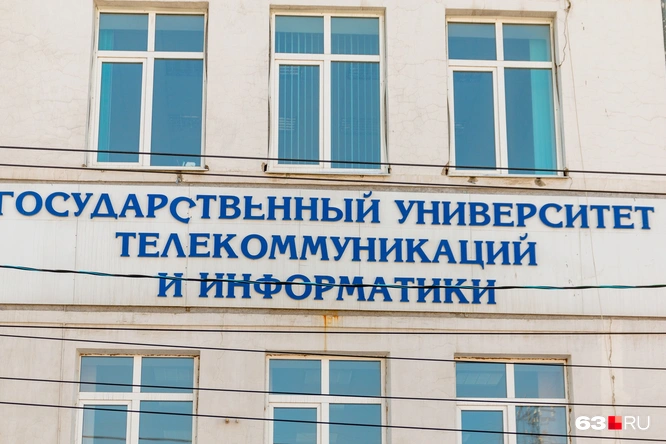 ГОСУДАРСТВЕННЫЙ УНИВЕРСИТЕТ
ТЕЛЕКОММУНИКАЦИЙ
И ИНФОРМАТИКИ
63.RU